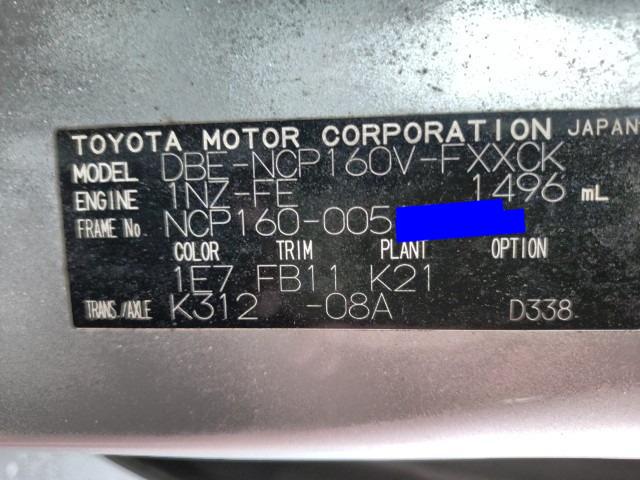 TOYOTA MOTOR CORPORATION JAPAN
MODEL DBE-NCP160V-FXXCK
ENGINE 1NZ-FE 1496 mL
FRAME No. NCP160-005
COLOR TRIM PLANT OPTION
1E7 FB11 K21
TRANS./AXLE K312 -08A D338